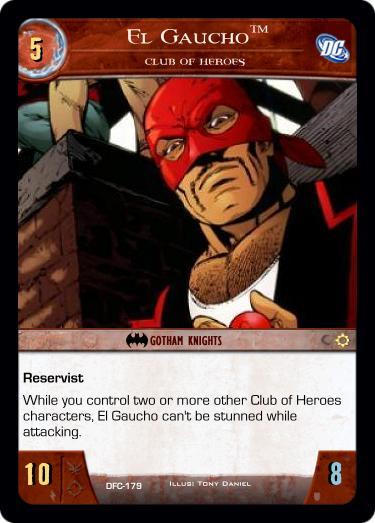 5
El Gaucho™
DC
Club of Heroes
Gotham Knights
Reservist
While you control two or more other Club of Heroes
characters, El Gaucho can't be stunned while
attacking.
10
DFC-179
Illus: Tony Daniel
8